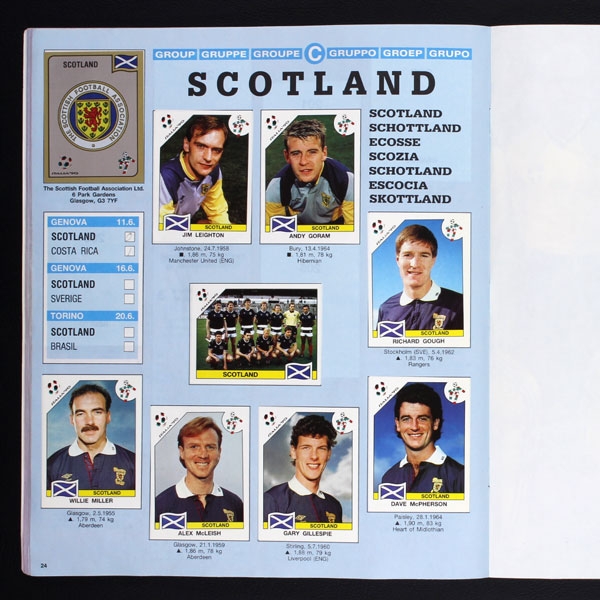 GROUP GRUPPE GROUPE C GRUPPO GROEP GRUPO
SCOTLAND
SCOTLAND
THE SCOTTISH FOOTBALL ASSOCIATION
The Scottish Football Association Ltd.
6 Park Gardens
Glasgow, G3 7YF
SCOTLAND
SCHOTTLAND
ECOSSE
SCOZIA
SCHOTLAND
ESCOCIA
SKOTTLAND
SCOTLAND
JIM LEIGHTON
Johnstone, 24.7.1958
■. 1,86 m, 75 kg
Manchester United (ENG)
SCOTLAND
ANDY GORAM
Bury, 13.4.1964
■. 1,81 m, 78 kg
Hibernian
GENOVA 11.6.
SCOTLAND
COSTA RICA
GENOVA 16.6.
SCOTLAND
SVERIGE
TORINO 20.6.
SCOTLAND
BRASIL
SCOTLAND
SCOTLAND
RICHARD GOUGH
Stockholm (SVE), 5.4.1962
▲. 1,83 m, 76 kg
Rangers
SCOTLAND
WILLIE MILLER
Glasgow, 2.5.1955
▲. 1,79 m, 74 kg
Aberdeen
SCOTLAND
ALEX McLEISH
Glasgow, 21.1.1959
▲. 1,86 m, 78 kg
Aberdeen
SCOTLAND
GARY GILLESPIE
Stirling, 5.7.1960
▲. 1,88 m, 79 kg
Liverpool (ENG)
SCOTLAND
DAVE McPHERSON
Paisley, 28.1.1964
▲. 1,90 m, 83 kg
Heart of Midlothian
24